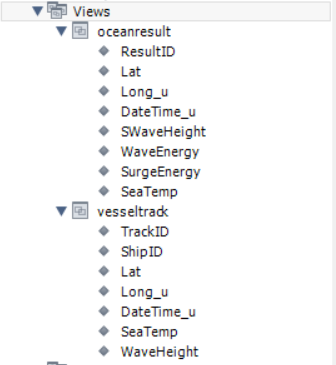 Views
oceanresult
ResultID
Lat
Long_u
DateTime_u
SWaveHeight
WaveEnergy
SurgeEnergy
SeaTemp
vesseltrack
TrackID
ShipID
Lat
Long_u
DateTime_u
SeaTemp
WaveHeight